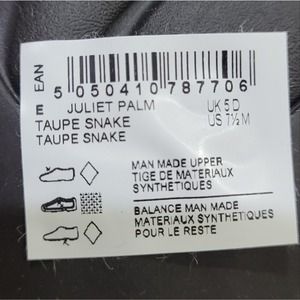 EAN
5 050410 787706
E JULIET PALM UK 5 D
TAUPE SNAKE US 7½ M
TAUPE SNAKE
MAN MADE UPPER
TIGE DE MATERIAUX
SYNTHETIQUES
BALANCE MAN MADE
MATERIAUX SYNTHETIQUES
POUR LE RESTE